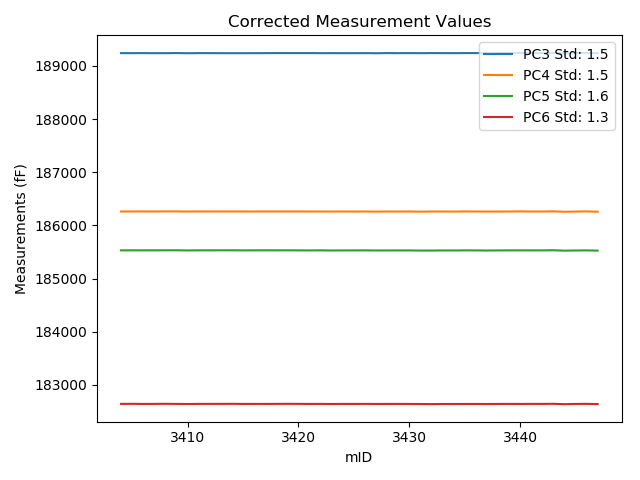 Corrected Measurement Values
PC3 Std: 1.5
PC4 Std: 1.5
PC5 Std: 1.6
PC6 Std: 1.3
Measurements (fF)
189000
188000
187000
186000
185000
184000
183000
3410 3420 3430 3440
mID